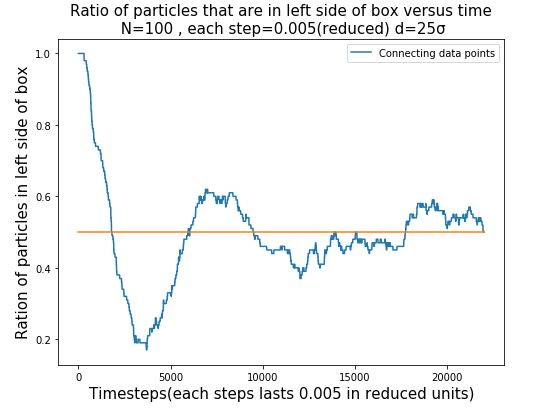 Ratio of particles that are in left side of box versus time
N=100 , each step=0.005(reduced) d=25σ
Connecting data points
Ration of particles in left side of box
1.0
0.8
0.6
0.4
0.2
0
5000
10000
15000
20000
Timesteps(each steps lasts 0.005 in reduced units)